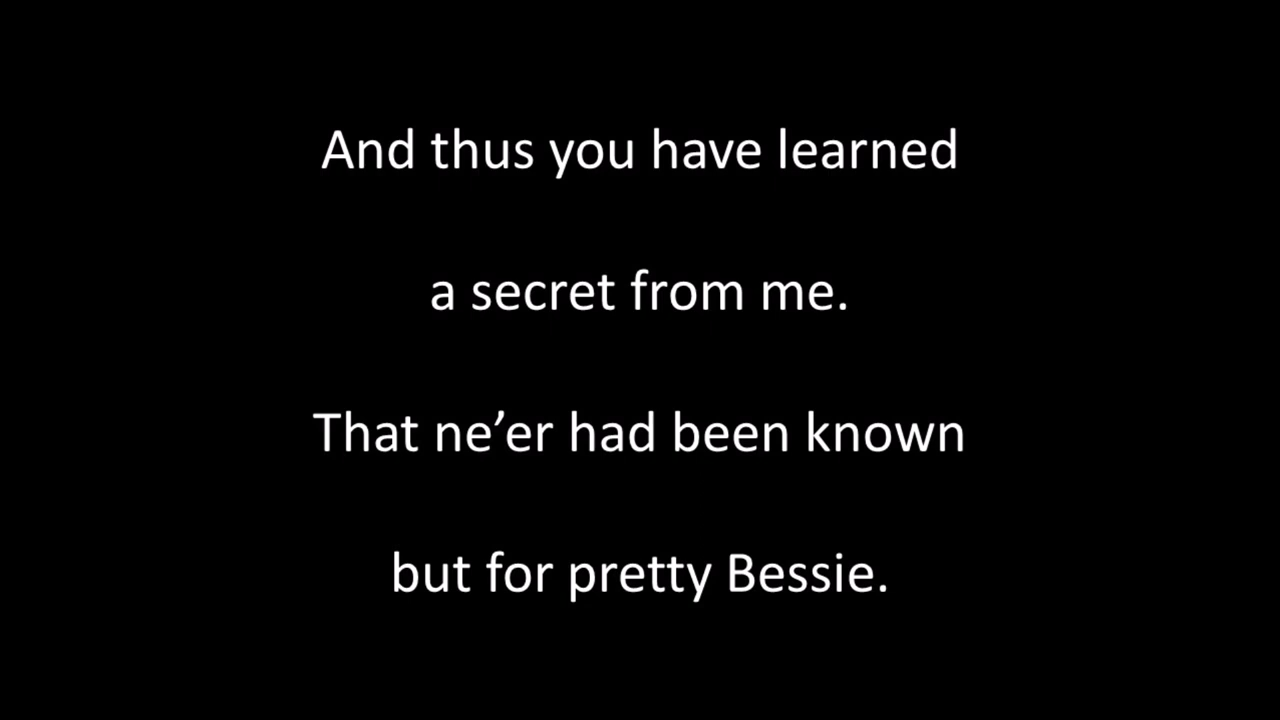 And thus you have learned
a secret from me.
That ne’er had been known
but for pretty Bessie.